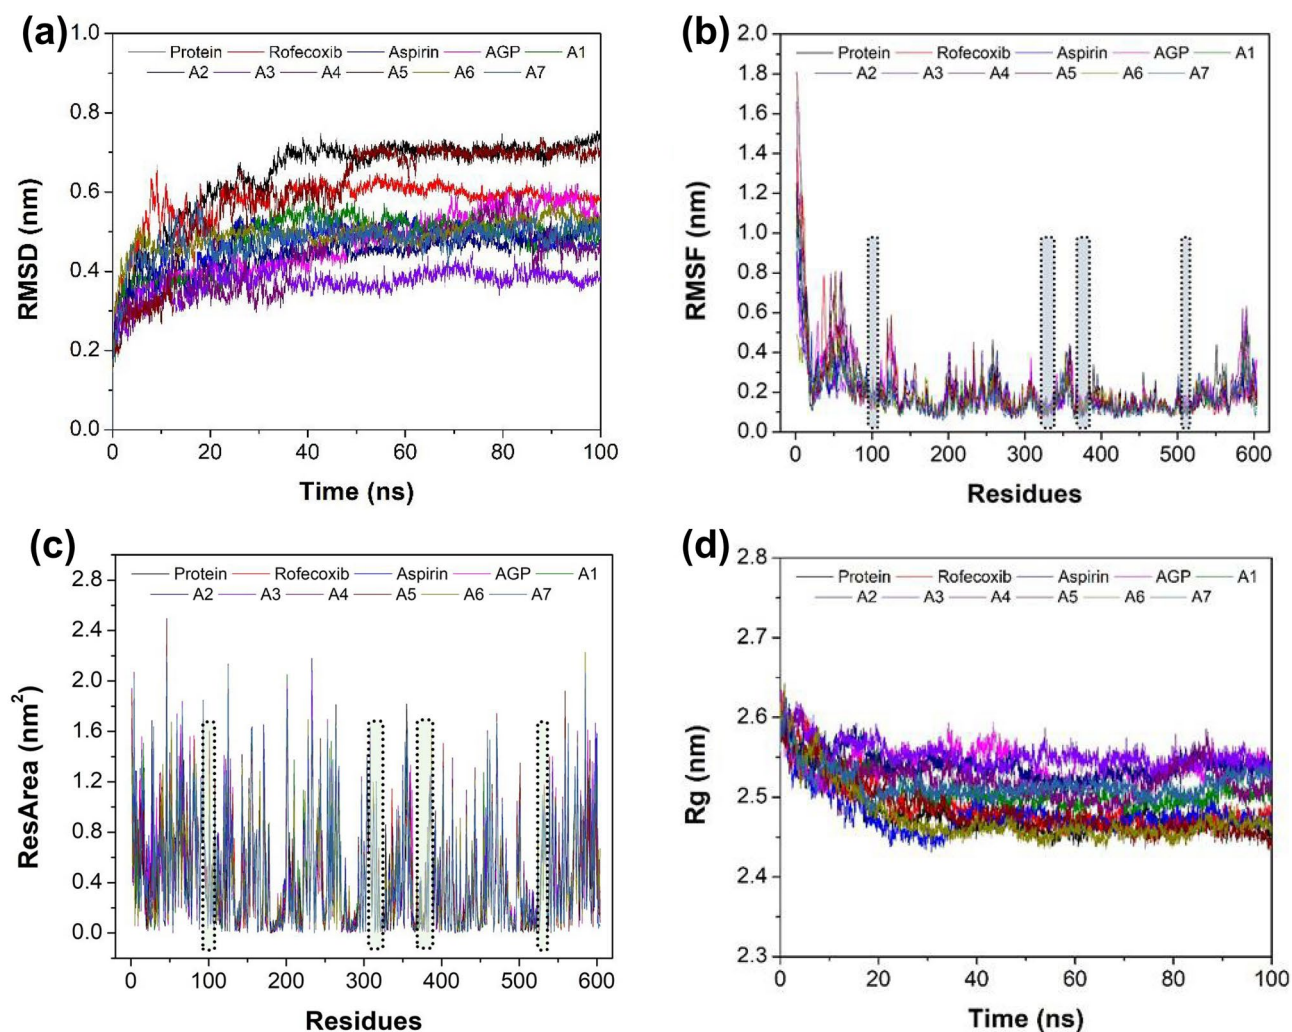 (a)
1.0
0.8
0.6
0.4
0.2
0.0
RMSD (nm)
Protein Rofecoxib Aspirin AGP A1
A2 A3 A4 A5 A6 A7
0 20 40 60 80 100
Time (ns)
(b)
2.0
1.8
1.6
1.4
1.2
1.0
0.8
0.6
0.4
0.2
0.0
RMSF (nm)
Protein Rofecoxib Aspirin AGP A1
A2 A3 A4 A5 A6 A7
0 100 200 300 400 500 600
Residues
(c)
2.8
2.4
2.0
1.6
1.2
0.8
0.4
0.0
ResArea (nm²)
Protein Rofecoxib Aspirin AGP A1
A2 A3 A4 A5 A6 A7
0 100 200 300 400 500 600
Residues
(d)
2.8
2.7
2.6
2.5
2.4
2.3
Rg (nm)
Protein Rofecoxib Aspirin AGP A1
A2 A3 A4 A5 A6 A7
0 20 40 60 80 100
Time (ns)